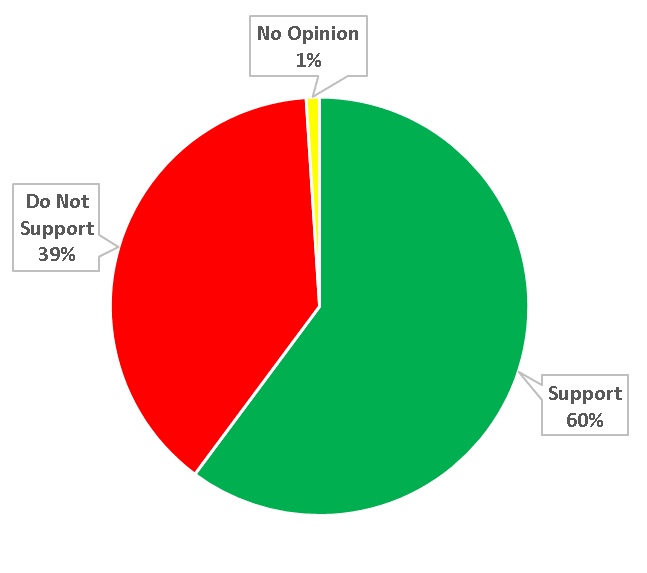 No Opinion
1%
Do Not
Support
39%
Support
60%